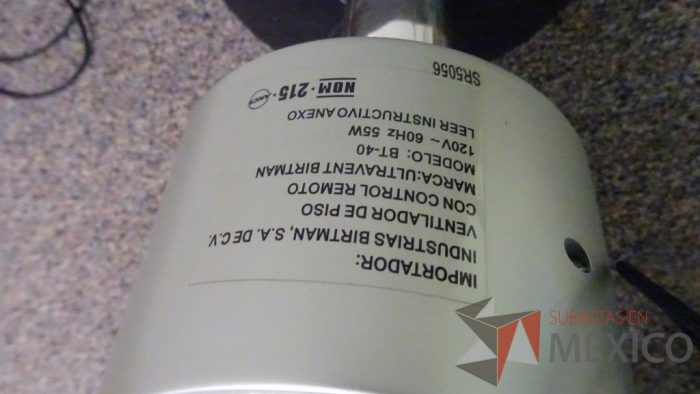 IMPORTADOR:
INDUSTRIAS BIRTMAN, S.A. DE C.V.
VENTILADOR DE PISO
CON CONTROL REMOTO
MARCA:ULTRAVENT BIRTMAN
MODELO: BT-40
120V~ 60Hz 55W
LEER INSTRUCTIVO ANEXO
NOM-215-
SR5056
SUBASTAS EN
MEXICO